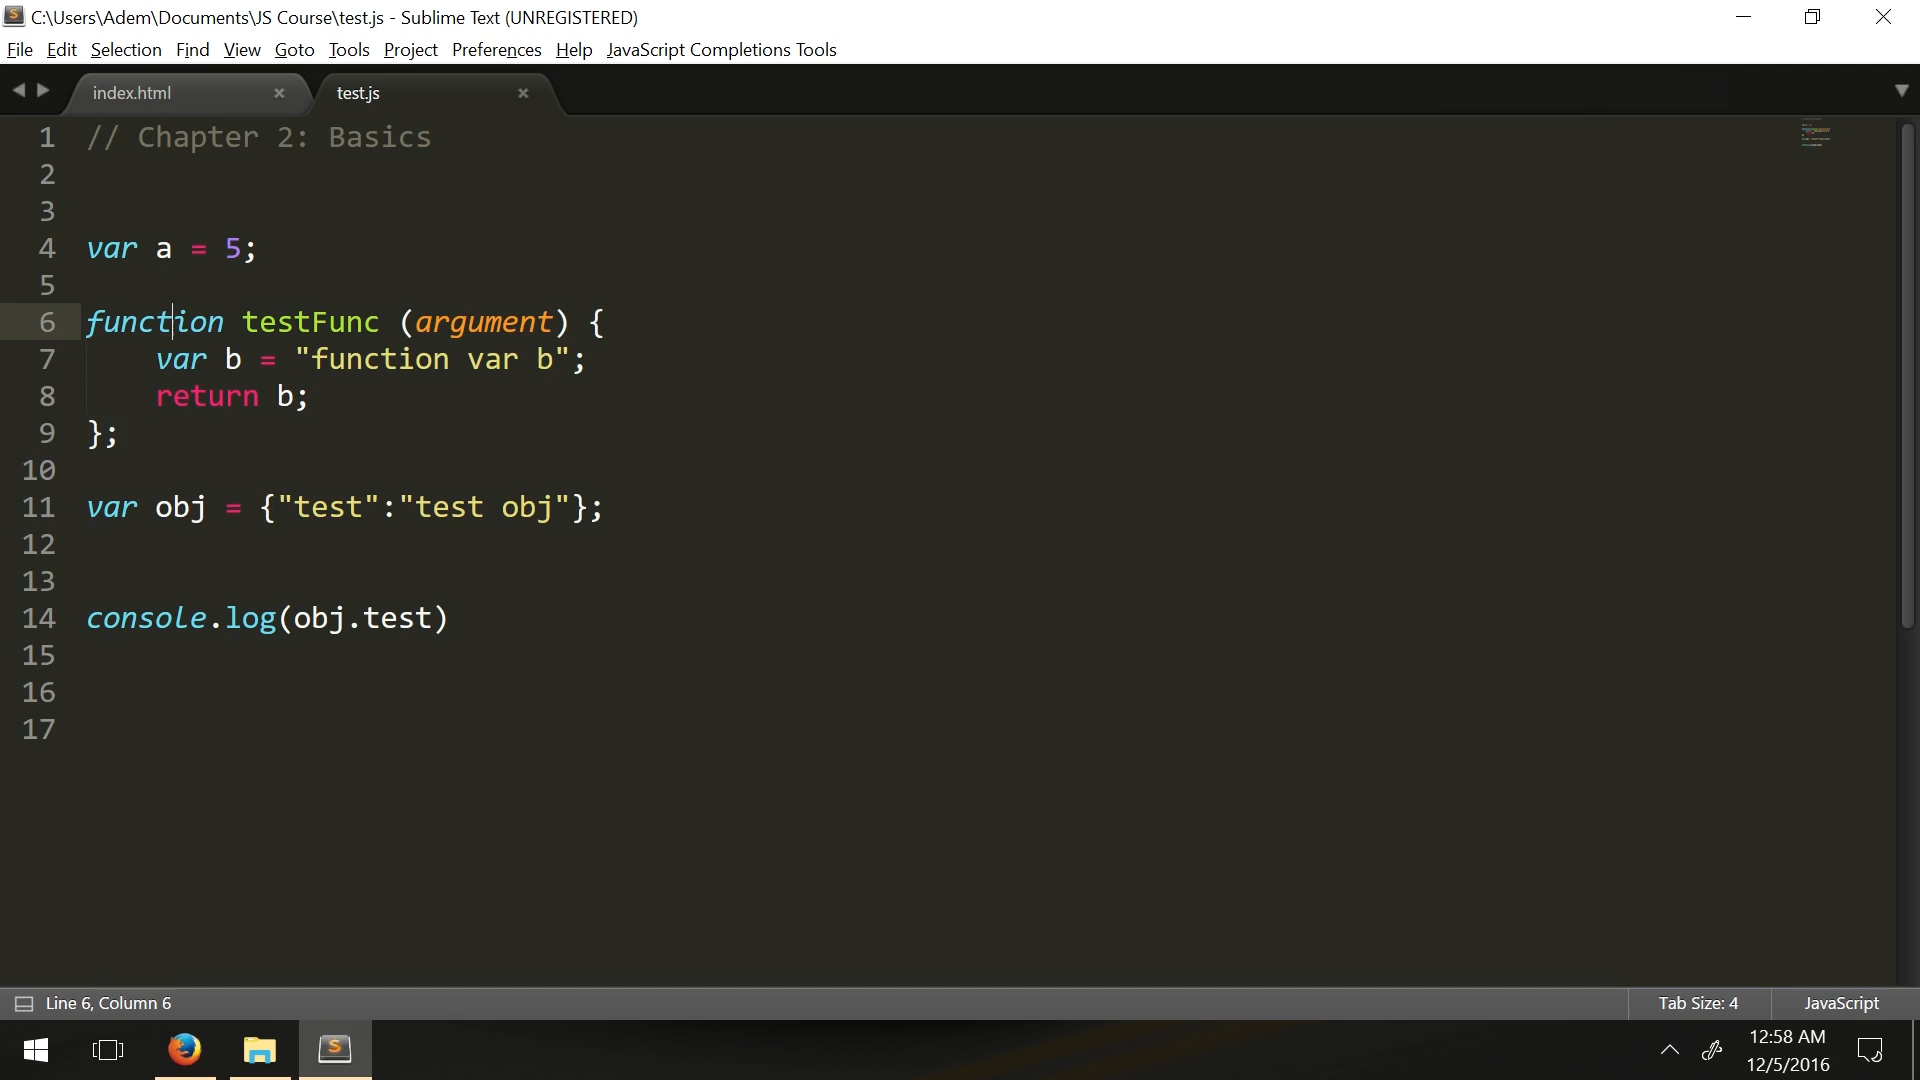 C:\Users\Adem\Documents\JS Course\test.js - Sublime Text (UNREGISTERED)
File Edit Selection Find View Goto Tools Project Preferences Help JavaScript Completions Tools
index.html × test.js ×
1 // Chapter 2: Basics
2
3
4 var a = 5;
5
6 function testFunc (argument) {
7 var b = "function var b";
8 return b;
9 };
10
11 var obj = {"test":"test obj"};
12
13
14 console.log(obj.test)
15
16
17
Line 6, Column 6 Tab Size: 4 JavaScript
12:58 AM
12/5/2016